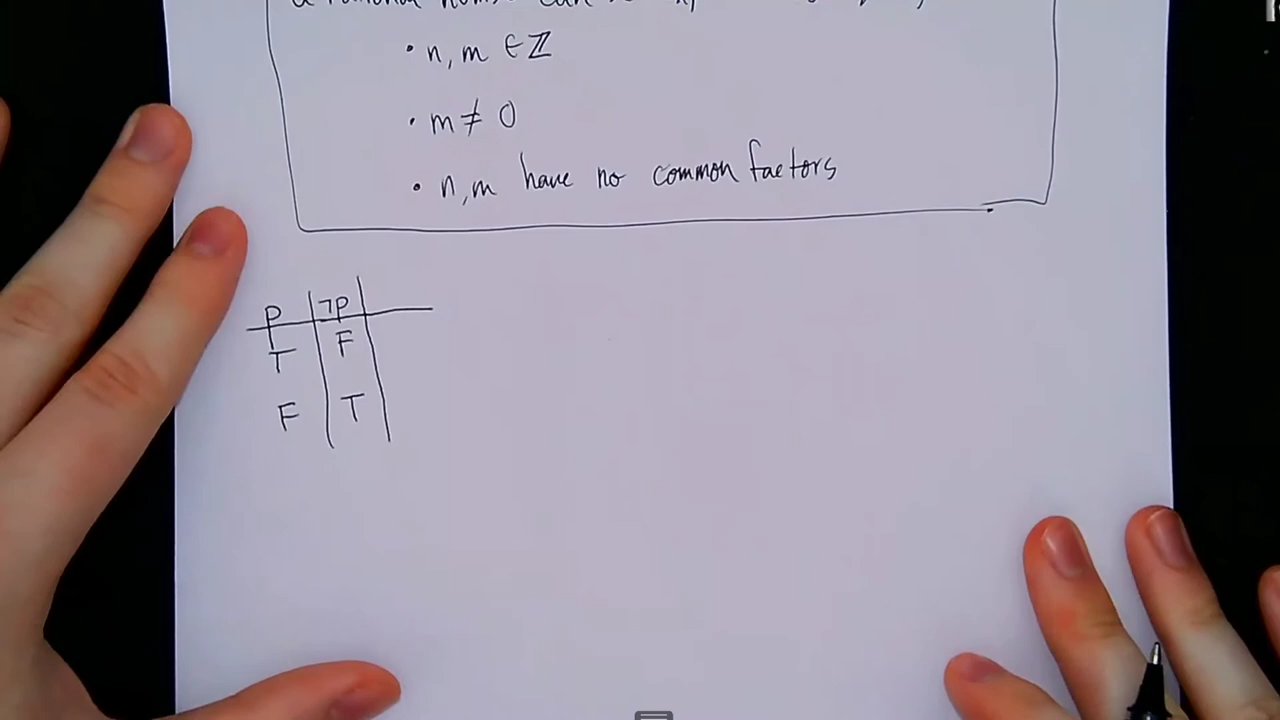 · n, m ∈ ℤ
· m ≠ 0
· n, m have no common factors
P ¬P
T F
F T